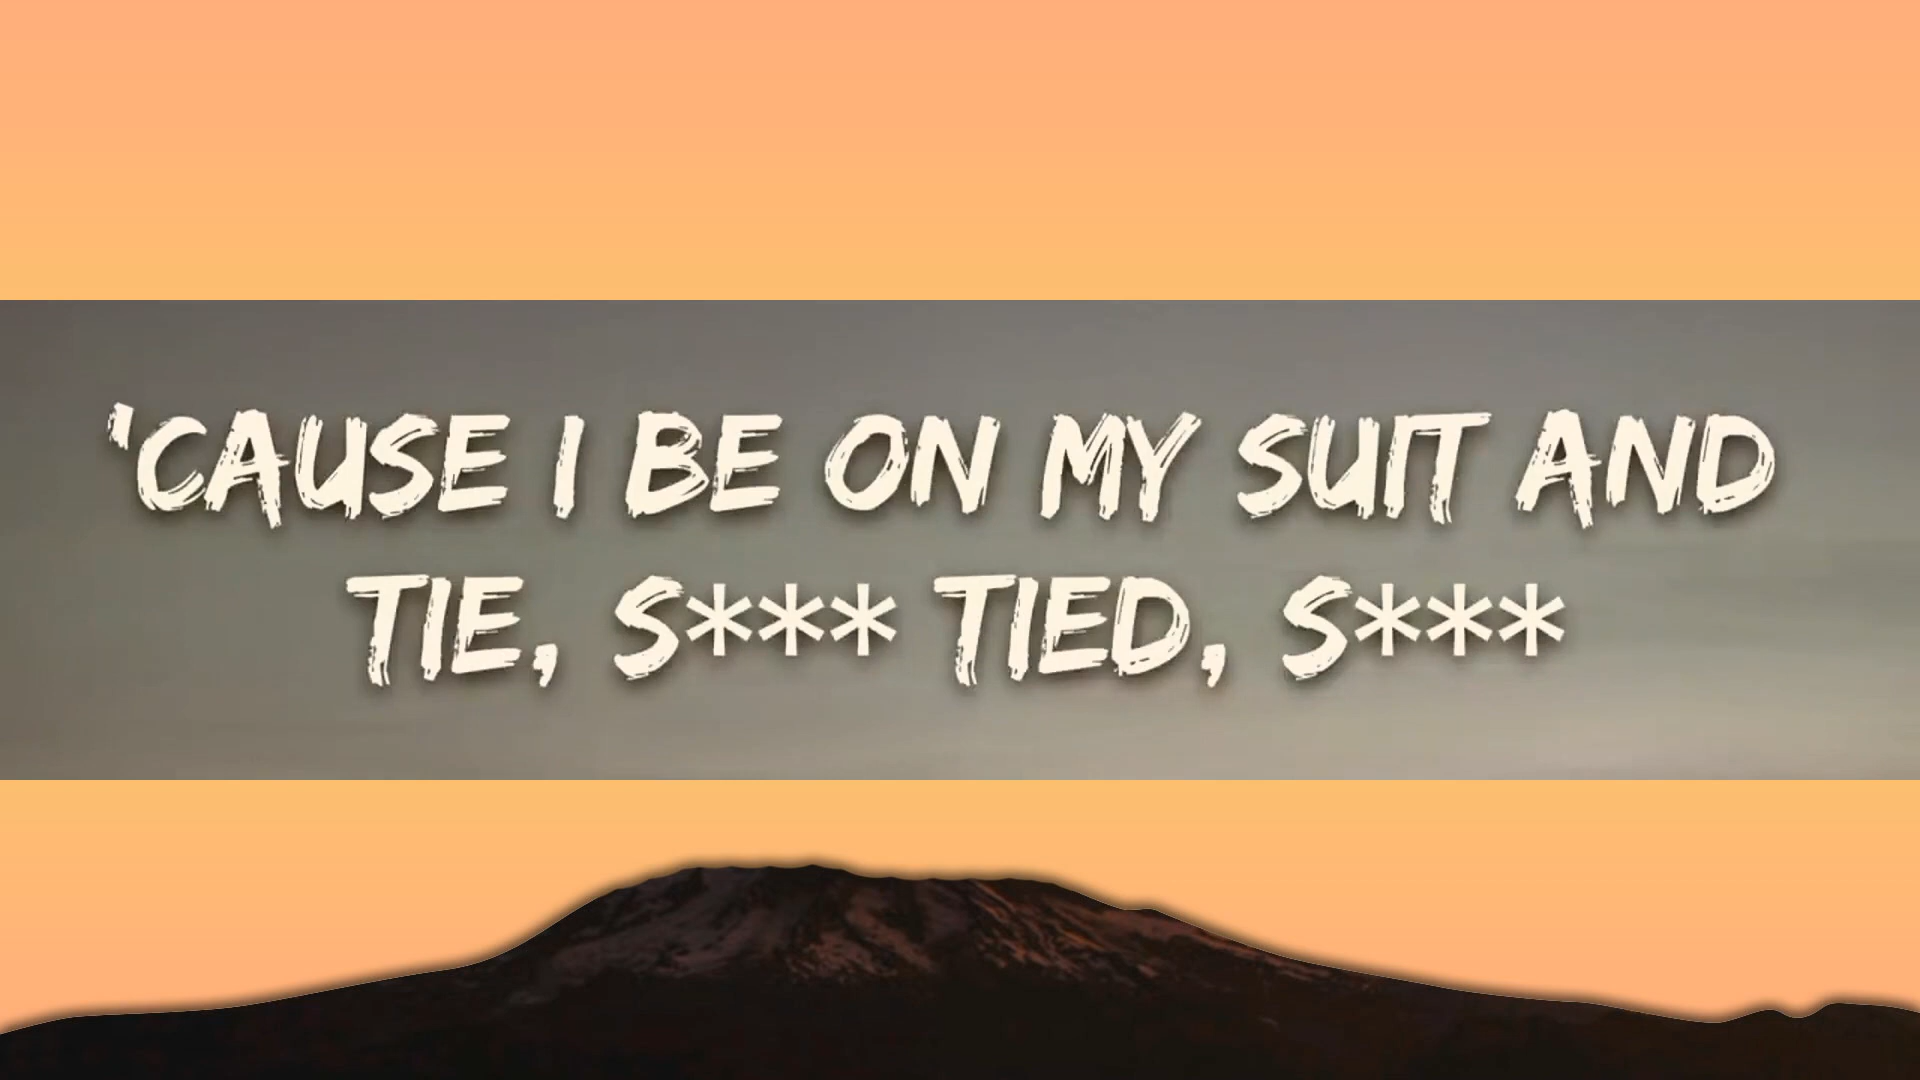 'CAUSE I BE ON MY SUIT AND
TIE, S*** TIED, S***